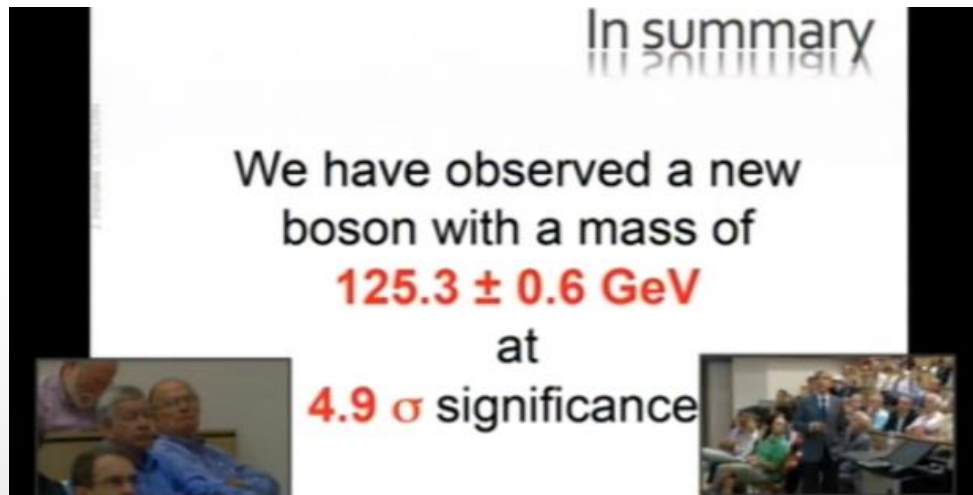 In summary
We have observed a new
boson with a mass of
125.3 ± 0.6 GeV
at
4.9 σ significance